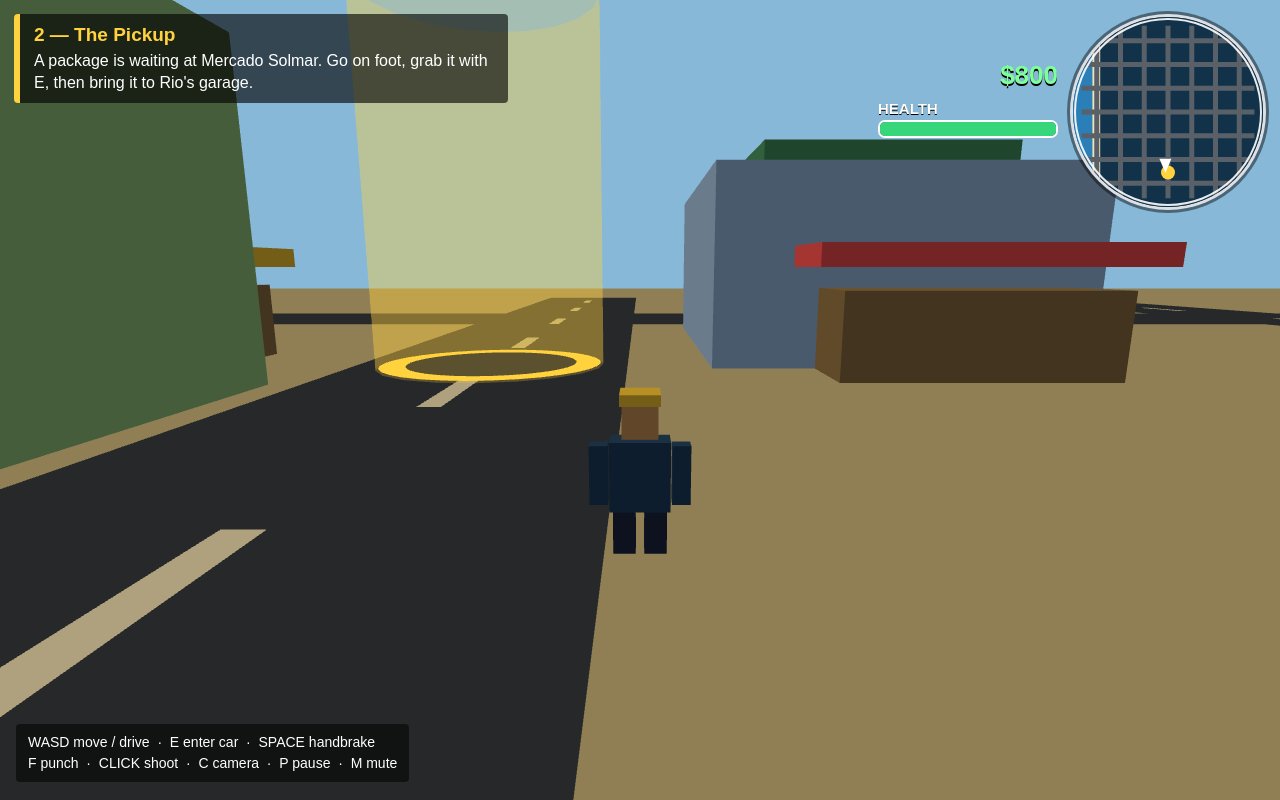 2 — The Pickup
A package is waiting at Mercado Solmar. Go on foot, grab it with
E, then bring it to Rio's garage.
$800
HEALTH
WASD move / drive · E enter car · SPACE handbrake
F punch · CLICK shoot · C camera · P pause · M mute